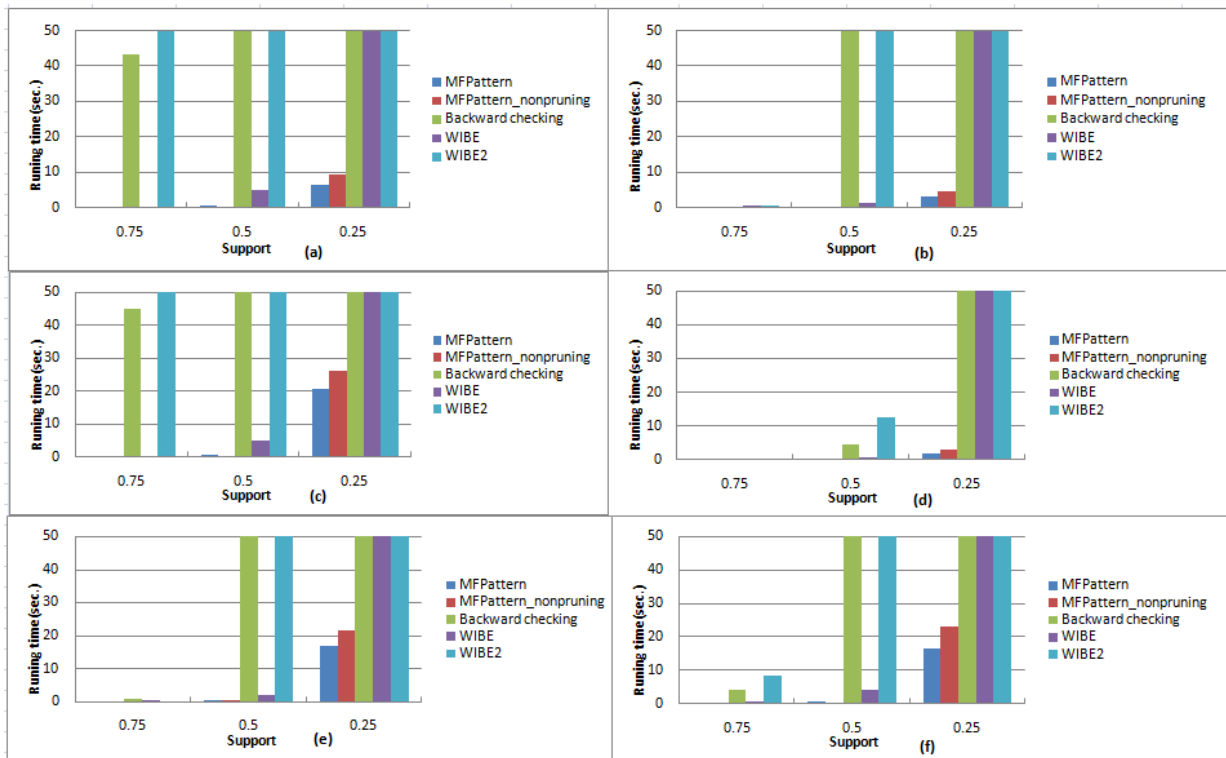 50
40
30
20
10
0
Runing time (sec.)
0.75 0.5 0.25
Support (a)
MFPattern
MFPattern_nonpruning
Backward checking
WIBE
WIBE2
50
40
30
20
10
0
Runing time (sec.)
0.75 0.5 0.25
Support (b)
MFPattern
MFPattern_nonpruning
Backward checking
WIBE
WIBE2
50
40
30
20
10
0
Runing time (sec.)
0.75 0.5 0.25
Support (c)
MFPattern
MFPattern_nonpruning
Backward checking
WIBE
WIBE2
50
40
30
20
10
0
Runing time (sec.)
0.75 0.5 0.25
Support (d)
MFPattern
MFPattern_nonpruning
Backward checking
WIBE
WIBE2
50
40
30
20
10
0
Runing time (sec.)
0.75 0.5 0.25
Support (e)
MFPattern
MFPattern_nonpruning
Backward checking
WIBE
WIBE2
50
40
30
20
10
0
Runing time (sec.)
0.75 0.5 0.25
Support (f)
MFPattern
MFPattern_nonpruning
Backward checking
WIBE
WIBE2